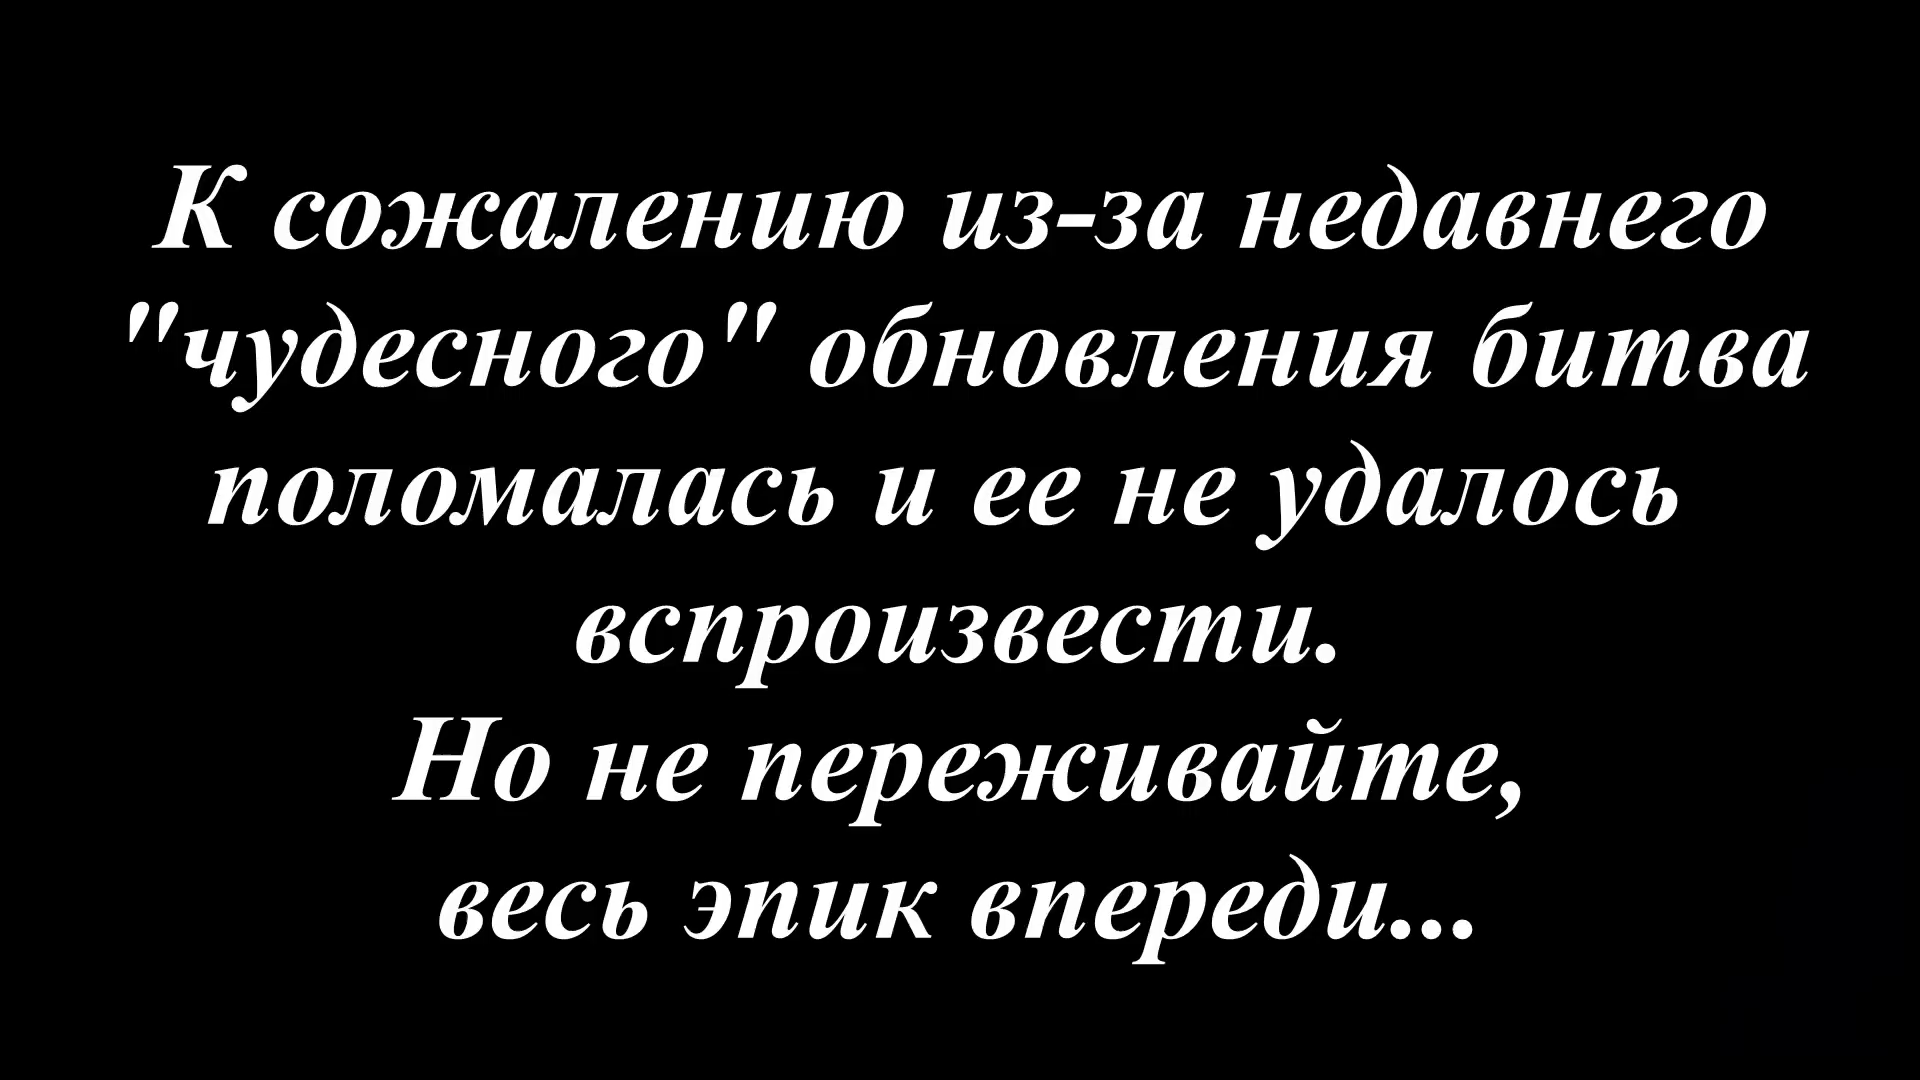 К сожалению из-за недавнего
"чудесного" обновления битва
поломалась и ее не удалось
вспроизвести.
Но не переживайте,
весь эпик впереди...